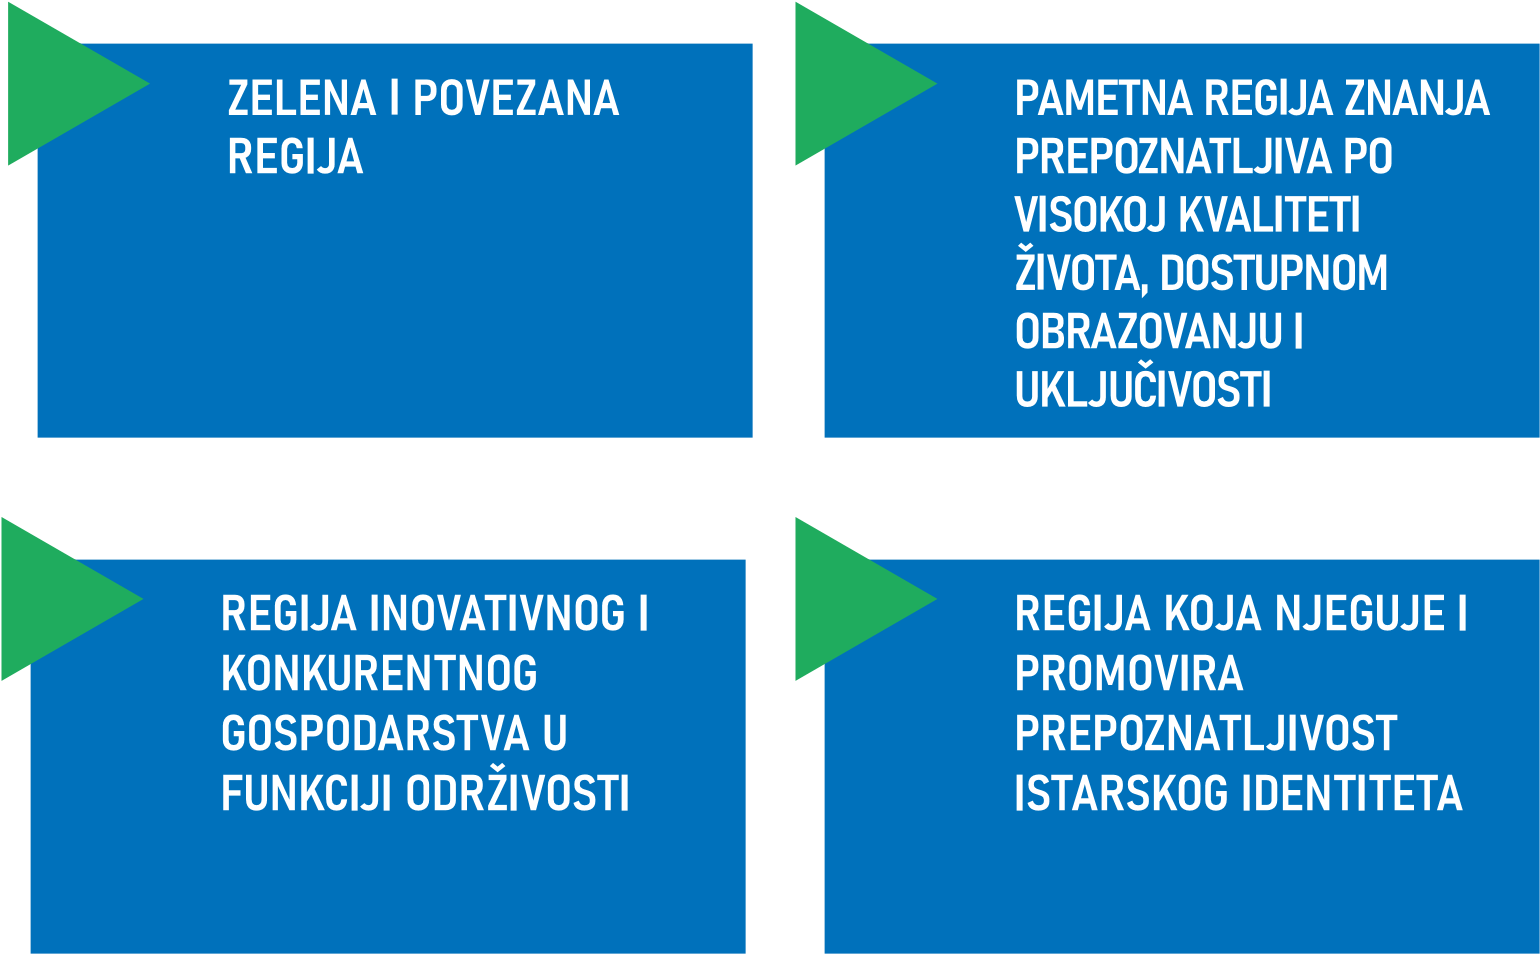 ZELENA I POVEZANA
REGIJA
PAMETNA REGIJA ZNANJA
PREPOZNATLJIVA PO
VISOKOJ KVALITETI
ŽIVOTA, DOSTUPNOM
OBRAZOVANJU I
UKLJUČIVOSTI
REGIJA INOVATIVNOG I
KONKURENTNOG
GOSPODARSTVA U
FUNKCIJI ODRŽIVOSTI
REGIJA KOJA NJEGUJE I
PROMOVIRA
PREPOZNATLJIVOST
ISTARSKOG IDENTITETA